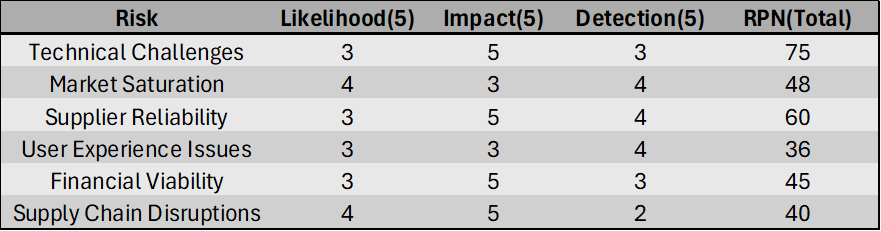 Risk Likelihood(5) Impact(5) Detection(5) RPN(Total)
Technical Challenges 3 5 3 75
Market Saturation 4 3 4 48
Supplier Reliability 3 5 4 60
User Experience Issues 3 3 4 36
Financial Viability 3 5 3 45
Supply Chain Disruptions 4 5 2 40